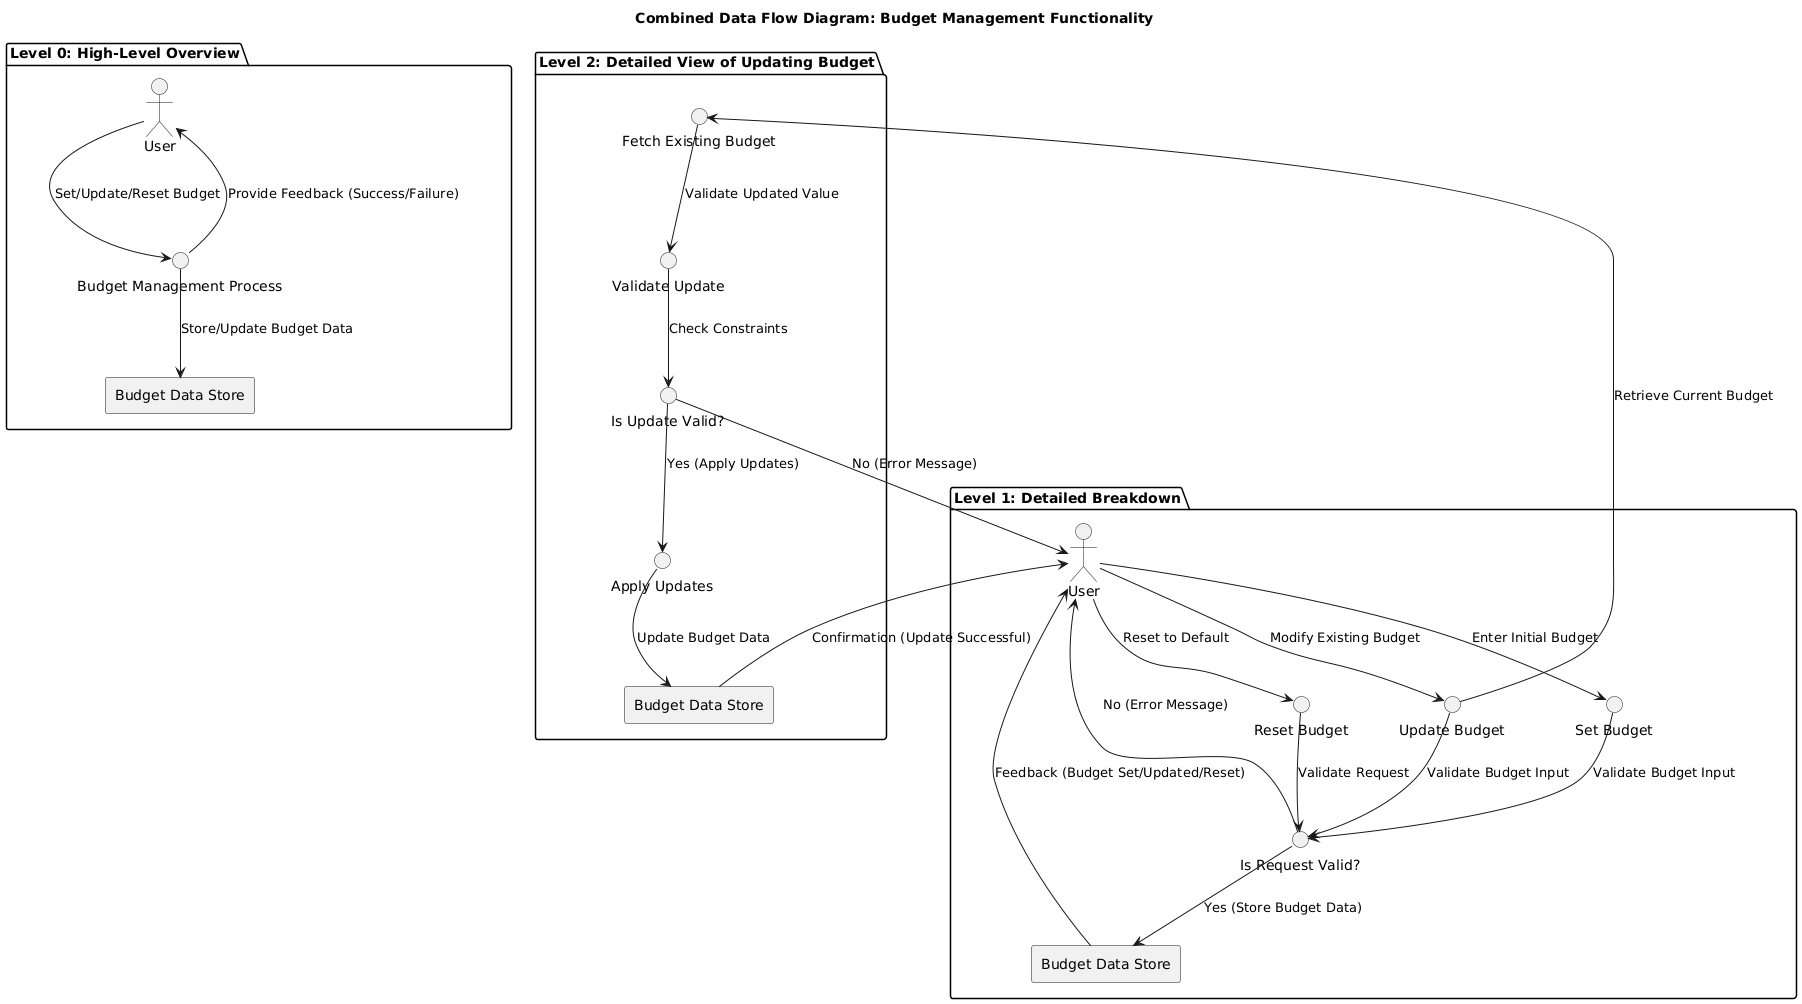 Combined Data Flow Diagram: Budget Management Functionality
Level 0: High-Level Overview
User
Set/Update/Reset Budget
Provide Feedback (Success/Failure)
Budget Management Process
Store/Update Budget Data
Budget Data Store
Level 2: Detailed View of Updating Budget
Fetch Existing Budget
Validate Updated Value
Validate Update
Check Constraints
Is Update Valid?
Yes (Apply Updates)
No (Error Message)
Apply Updates
Update Budget Data
Confirmation (Update Successful)
Budget Data Store
Retrieve Current Budget
Level 1: Detailed Breakdown
User
Reset to Default
Modify Existing Budget
Enter Initial Budget
No (Error Message)
Reset Budget
Update Budget
Set Budget
Feedback (Budget Set/Updated/Reset)
Validate Request
Validate Budget Input
Validate Budget Input
Is Request Valid?
Yes (Store Budget Data)
Budget Data Store